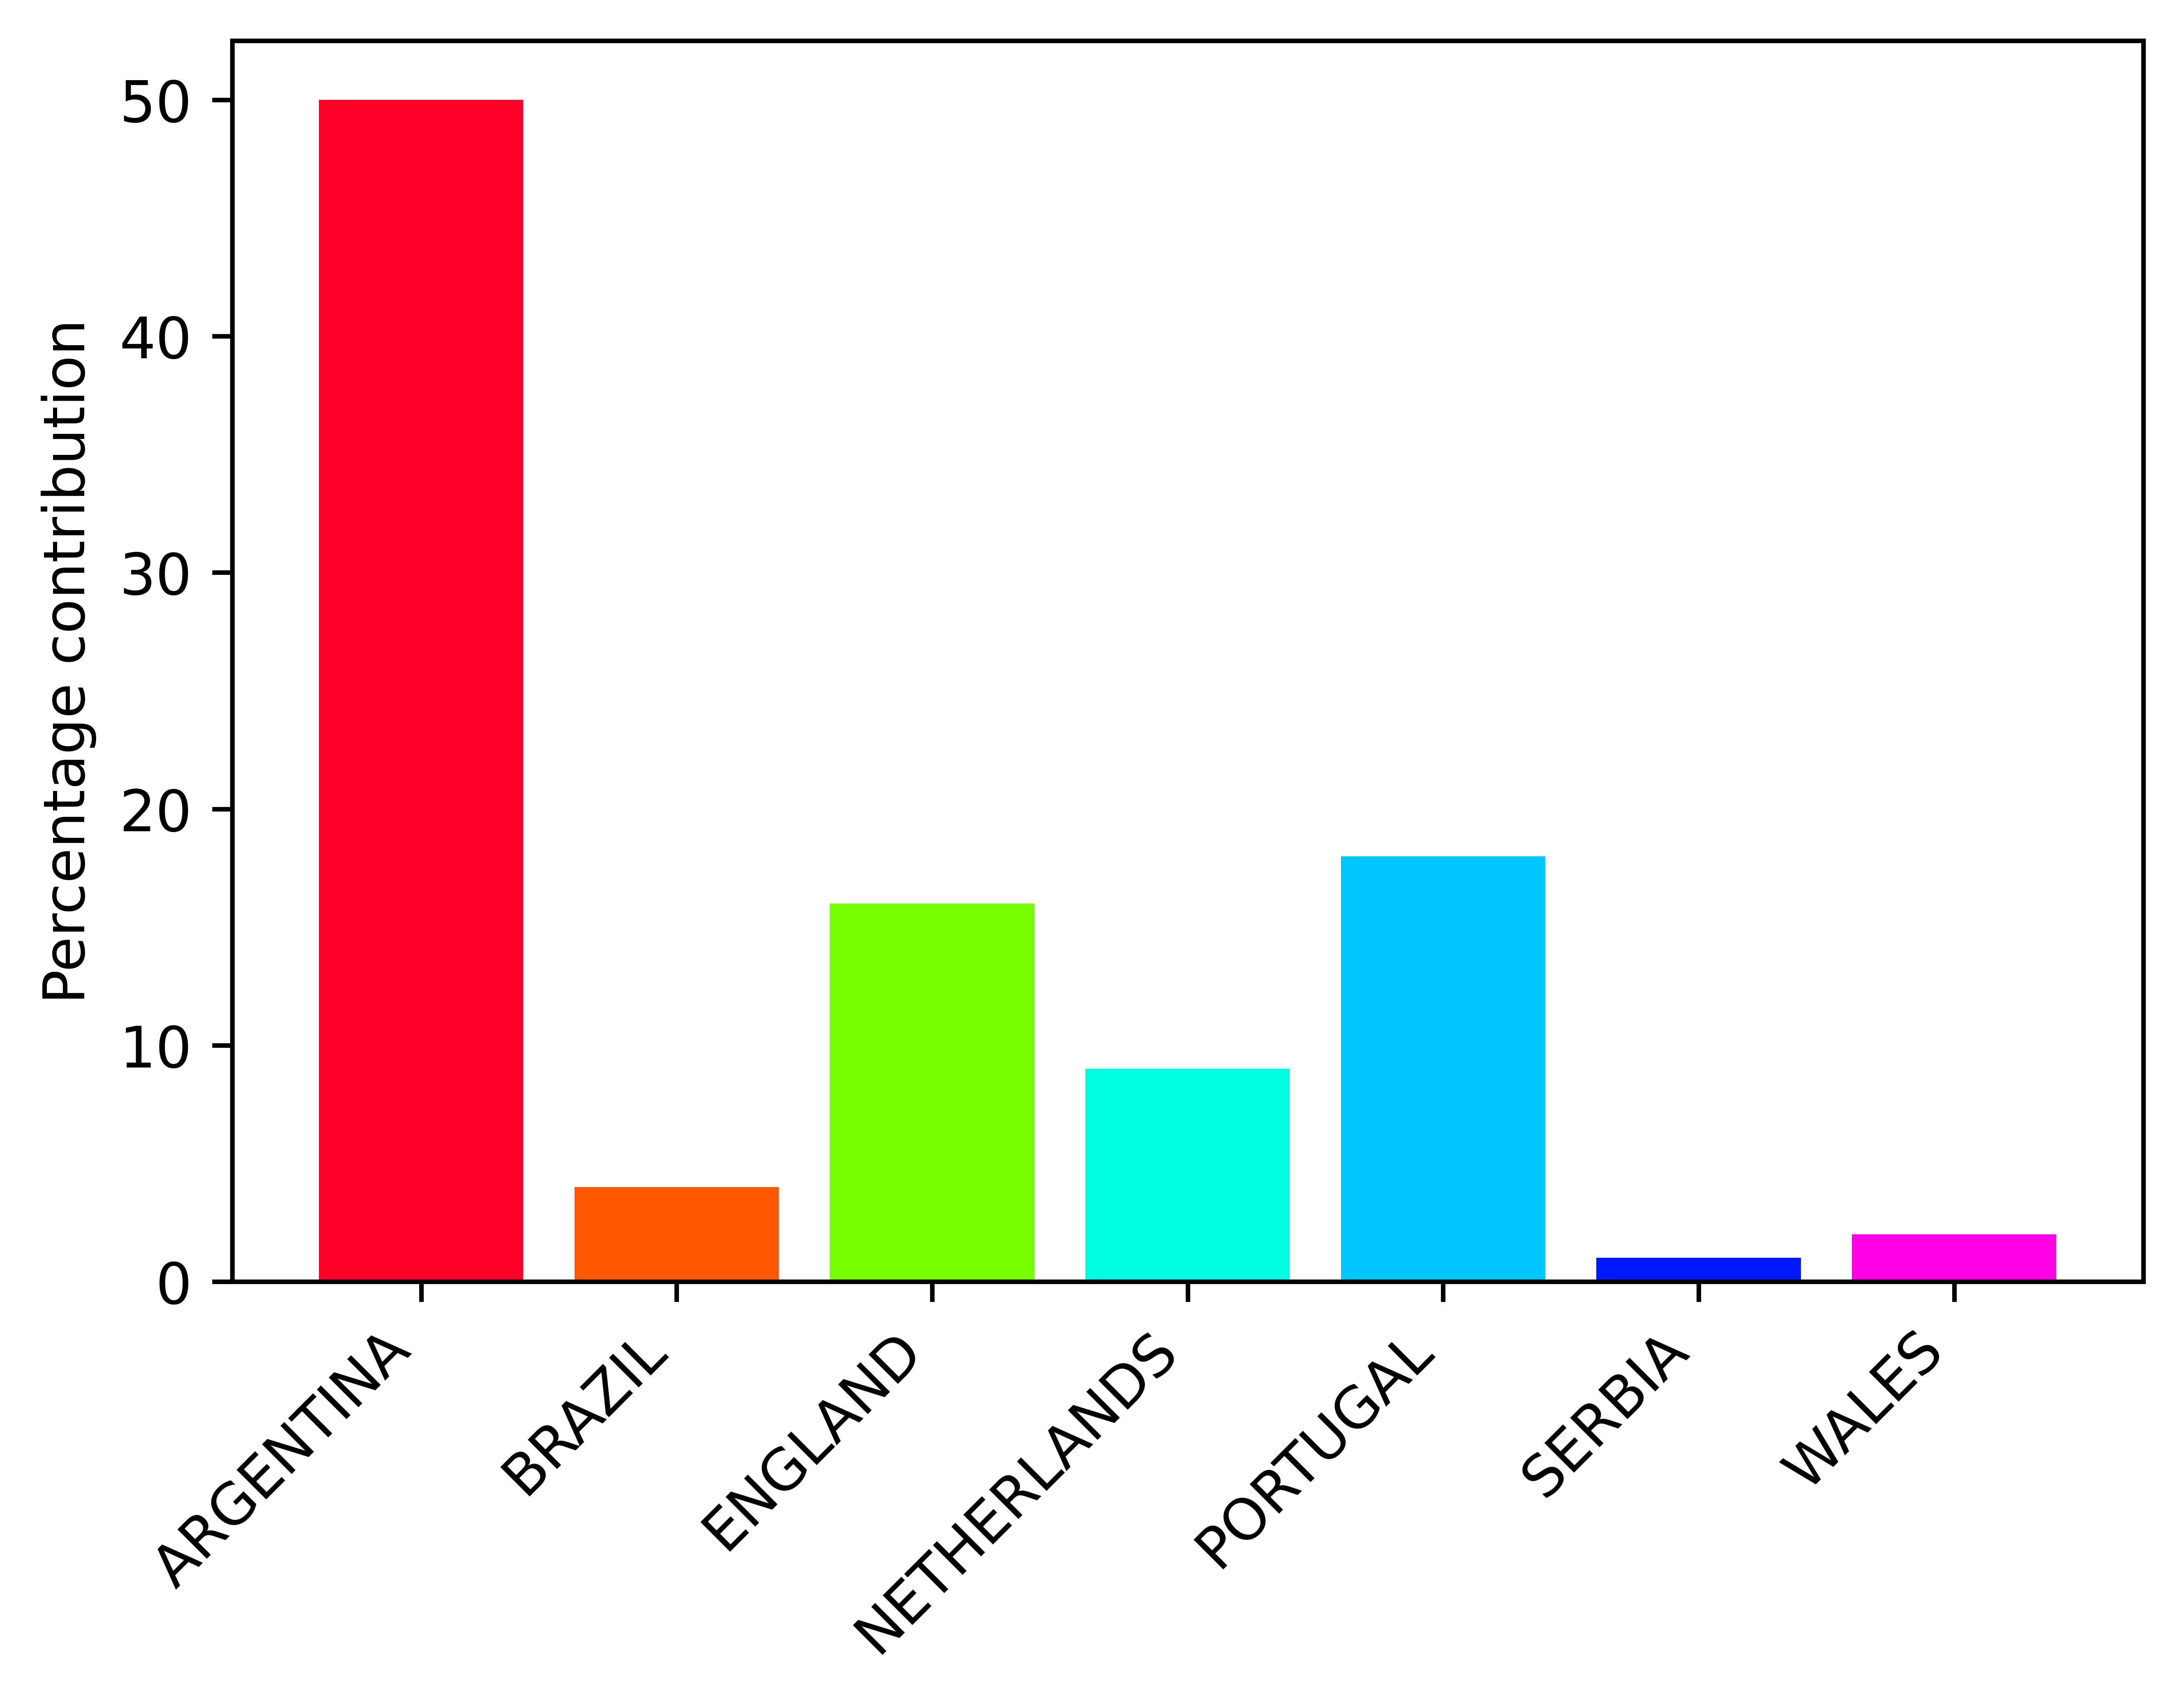 Percentage contribution
50
40
30
20
10
0
ARGENTINA
BRAZIL
ENGLAND
NETHERLANDS
PORTUGAL
SERBIA
WALES